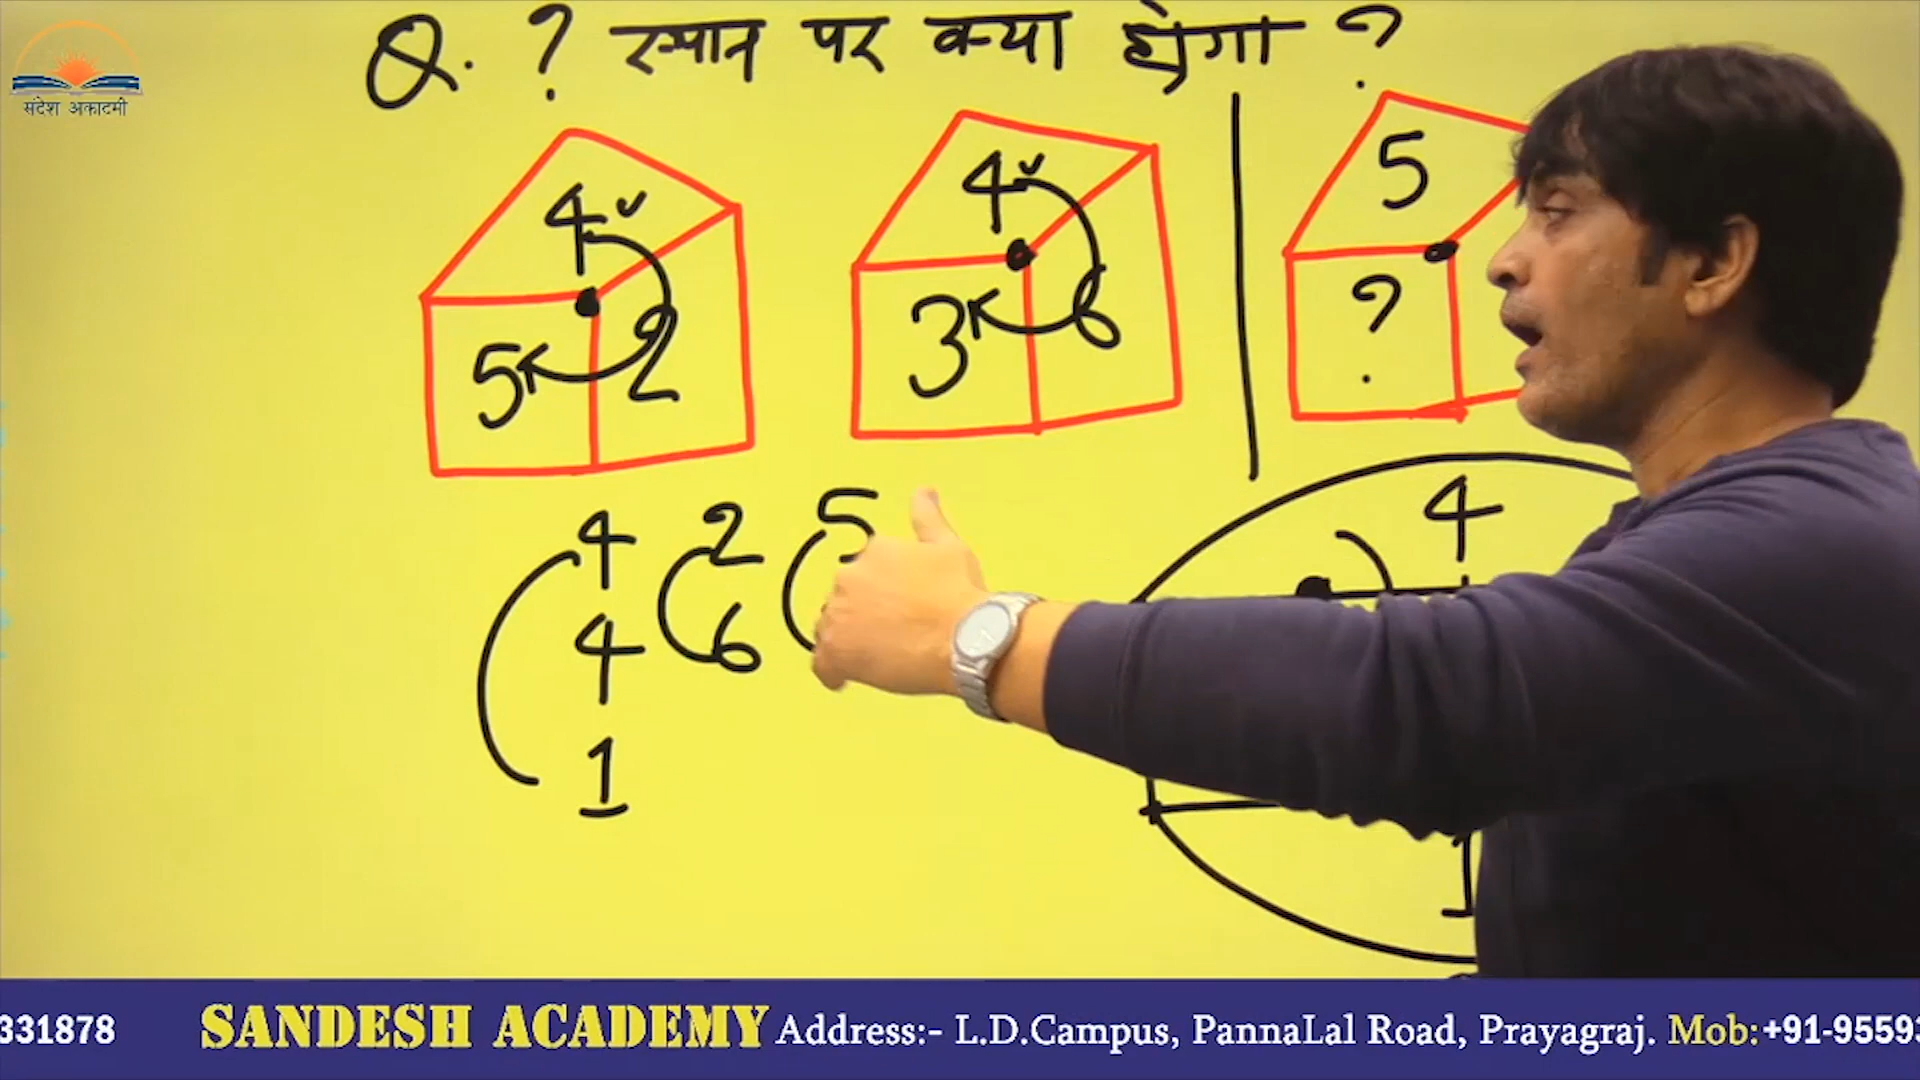 Q. ? स्थान पर क्या होगा ?
संदेश अकादमी
4 5 2
4 3 6
5 ?
4 2 5
4 6
1
4
1
331878 SANDESH ACADEMY Address:- L.D.Campus, PannaLal Road, Prayagraj. Mob:+91-9559